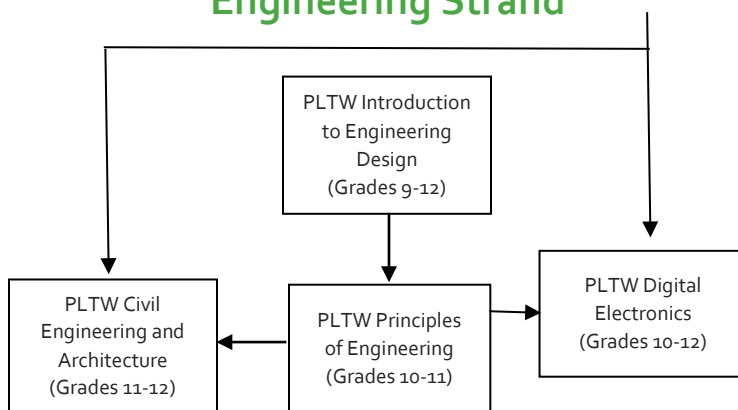 Engineering Strand
PLTW Introduction
to Engineering
Design
(Grades 9-12)
PLTW Civil
Engineering and
Architecture
(Grades 11-12)
PLTW Principles
of Engineering
(Grades 10-11)
PLTW Digital
Electronics
(Grades 10-12)